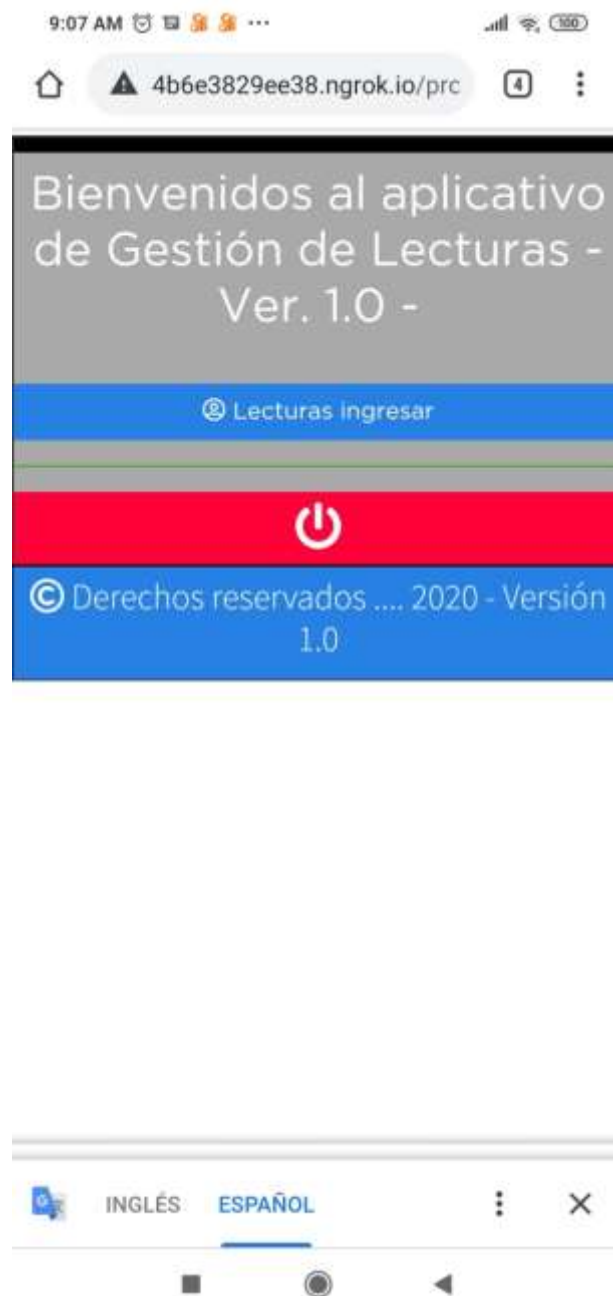 9:07 AM
100
4b6e3829ee38.ngrok.io/prc
4
Bienvenidos al aplicativo
de Gestión de Lecturas -
Ver. 1.0 -
Lecturas ingresar
© Derechos reservados .... 2020 - Versión
1.0
INGLÉS ESPAÑOL